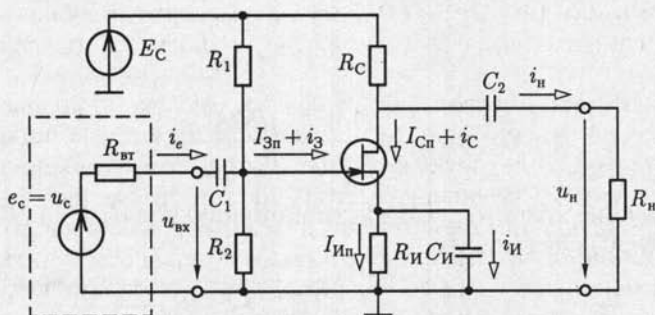 E_С R_1 R_С
C_2 i_н
R_вт i_e I_Зп + i_З I_Сп + i_С
e_с = u_с C_1 u_н R_н
u_вх R_2 I_Ип R_И C_И i_И